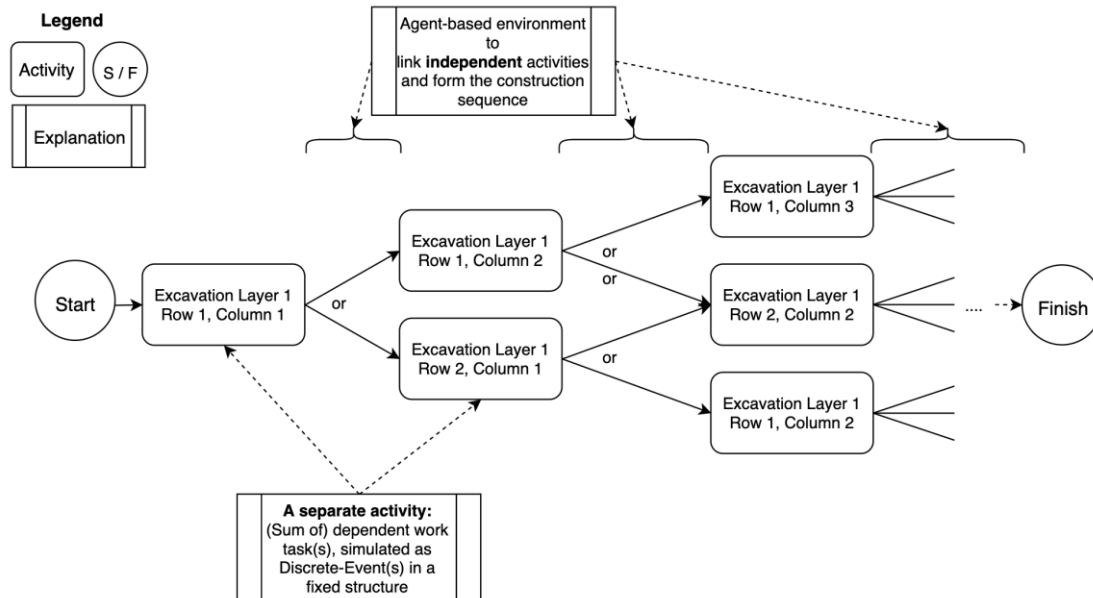 Legend
Activity
S / F
Explanation
Agent-based environment
to
link independent activities
and form the construction
sequence
Start
Excavation Layer 1
Row 1, Column 1
or
Excavation Layer 1
Row 1, Column 2
Excavation Layer 1
Row 2, Column 1
or
or
or
Excavation Layer 1
Row 1, Column 3
Excavation Layer 1
Row 2, Column 2
Excavation Layer 1
Row 1, Column 2
....
Finish
A separate activity:
(Sum of) dependent work
task(s), simulated as
Discrete-Event(s) in a
fixed structure